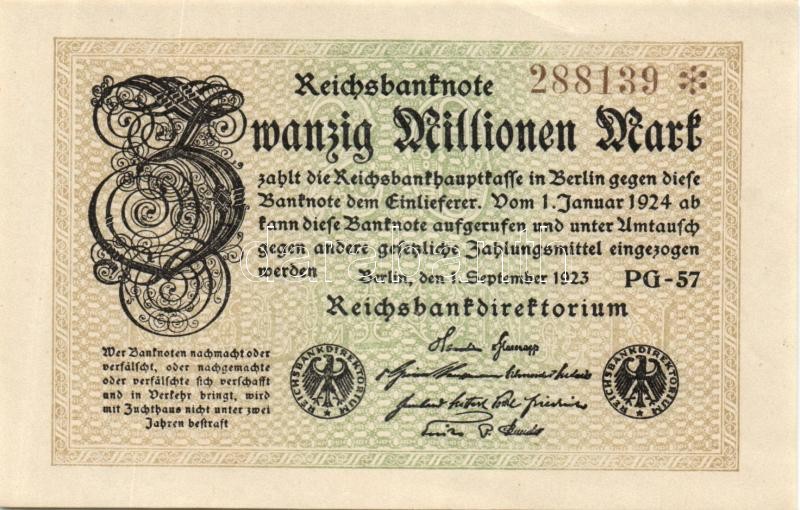 Reichsbanknote 288139 ✻
Zwanzig Millionen Mark
zahlt die Reichsbankhauptkasse in Berlin gegen diese
Banknote dem Einlieferer. Vom 1. Januar 1924 ab
kann diese Banknote aufgerufen und unter Umtausch
gegen andere gesetzliche Zahlungsmittel eingezogen
werden Berlin, den 1. September 1923 PG-57
Reichsbankdirektorium
Wer Banknoten nachmacht oder
verfälscht, oder nachgemachte
oder verfälschte sich verschafft
und in Verkehr bringt, wird
mit Zuchthaus nicht unter zwei
Jahren bestraft
REICHSBANKDIREKTORIUM
REICHSBANKDIREKTORIUM